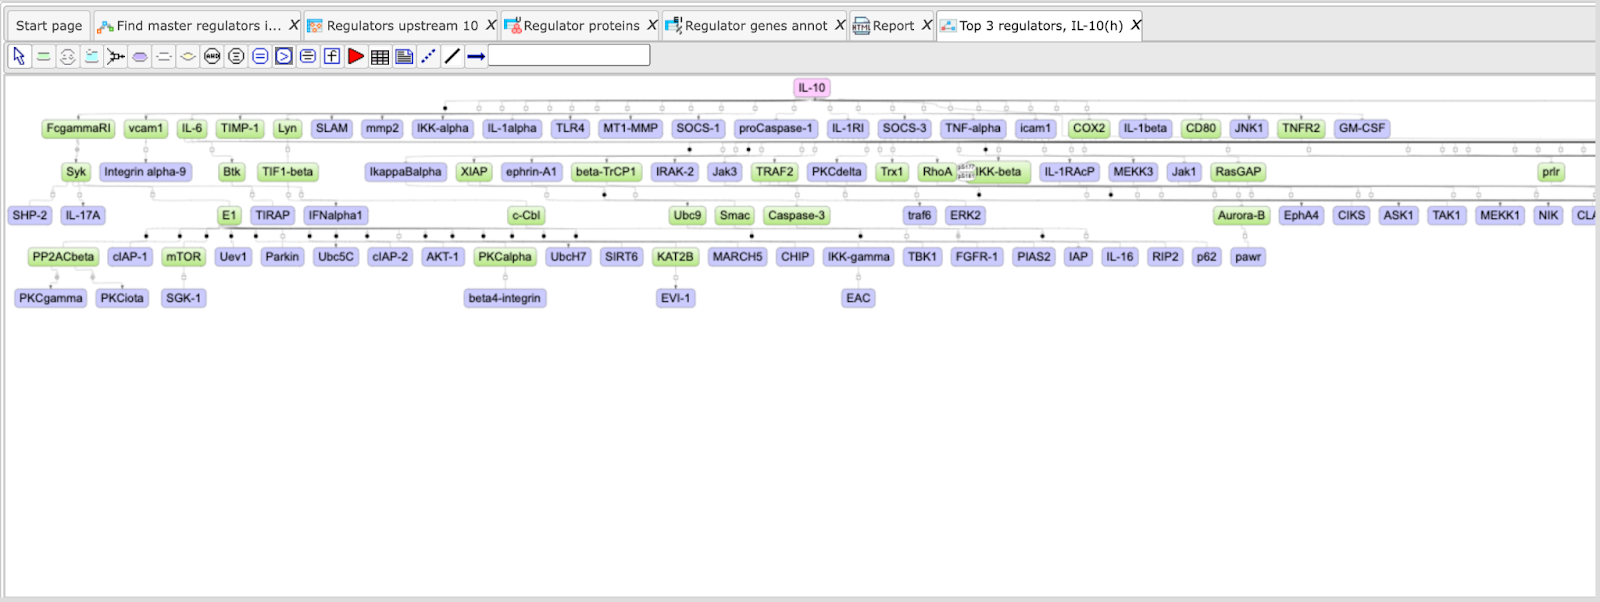 Start page Find master regulators i... X Regulators upstream 10 X Regulator proteins X Regulator genes annot X Report X Top 3 regulators, IL-10(h) X
IL-10
FcgammaRI vcam1 IL-6 TIMP-1 Lyn SLAM mmp2 IKK-alpha IL-1alpha TLR4 MT1-MMP SOCS-1 proCaspase-1 IL-1RI SOCS-3 TNF-alpha icam1 COX2 IL-1beta CD80 JNK1 TNFR2 GM-CSF
Syk Integrin alpha-9 Btk TIF1-beta IkappaBalpha XIAP ephrin-A1 beta-TrCP1 IRAK-2 Jak3 TRAF2 PKCdelta Trx1 RhoA IKK-beta IL-1RAcP MEKK3 Jak1 RasGAP prlr
SHP-2 IL-17A E1 TIRAP IFNalpha1 c-Cbl Ubc9 Smac Caspase-3 traf6 ERK2 Aurora-B EphA4 CIKS ASK1 TAK1 MEKK1 NIK CLA
PP2ACbeta cIAP-1 mTOR Uev1 Parkin Ubc5C cIAP-2 AKT-1 PKCalpha UbcH7 SIRT6 KAT2B MARCH5 CHIP IKK-gamma TBK1 FGFR-1 PIAS2 IAP IL-16 RIP2 p62 pawr
PKCgamma PKCiota SGK-1 beta4-integrin EVI-1 EAC